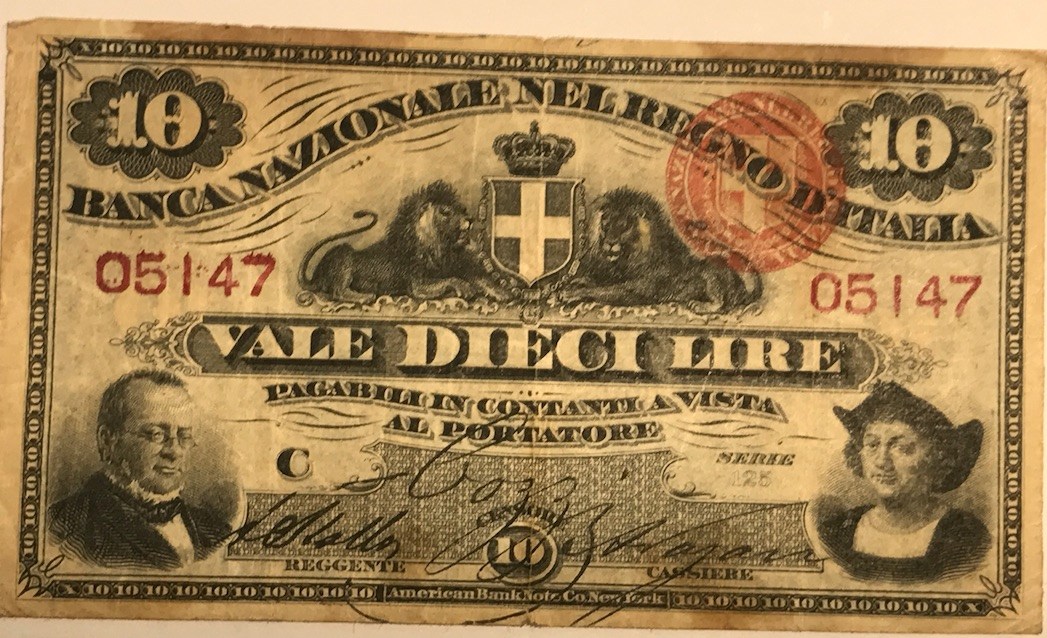 10 10
BANCA NAZIONALE NEL REGNO D'ITALIA
05147 05147
VALE DIECI LIRE
PAGABILI IN CONTANTI A VISTA
AL PORTATORE
C SERIE
125
CENSORE
10
REGGENTE CASSIERE
American Bank Note Co. New York